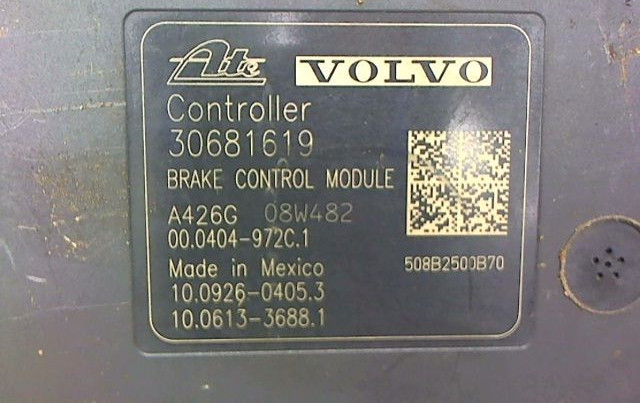 Ate VOLVO
Controller
30681619
BRAKE CONTROL MODULE
A426G 08W482
00.0404-972C.1
Made in Mexico
10.0926-0405.3
10.0613-3688.1
508B2500B70